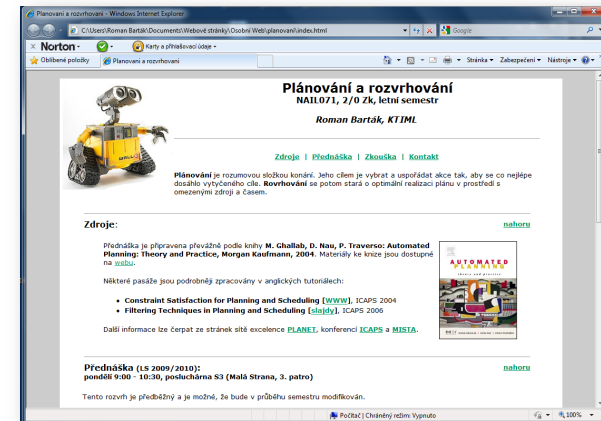 Planovani a rozvrhovani - Windows Internet Explorer
C:\Users\Roman Barták\Documents\Webové stránky\Osobní Web\planovani\index.html
Google
Norton
Karty a přihlašovací údaje
Oblíbené položky
Planovani a rozvrhovani
Stránka
Zabezpečení
Nástroje
Plánování a rozvrhování
NAIL071, 2/0 Zk, letní semestr
Roman Barták, KTIML
WALL·E
Zdroje | Přednáška | Zkouška | Kontakt
Plánování je rozumovou složkou konání. Jeho cílem je vybrat a uspořádat akce tak, aby se co nejlépe
dosáhlo vytyčeného cíle. Rovrhování se potom stará o optimální realizaci plánu v prostředí s
omezenými zdroji a časem.
Zdroje:
nahoru
Přednáška je připravena převážně podle knihy M. Ghallab, D. Nau, P. Traverso: Automated
Planning: Theory and Practice, Morgan Kaufmann, 2004. Materiály ke knize jsou dostupné
na webu.
AUTOMATED
PLANNING
theory and practice
Některé pasáže jsou podrobněji zpracovány v anglických tutoriálech:
Constraint Satisfaction for Planning and Scheduling [WWW], ICAPS 2004
Filtering Techniques in Planning and Scheduling [slajdy], ICAPS 2006
Další informace lze čerpat ze stránek sítě excelence PLANET, konferencí ICAPS a MISTA.
Přednáška (LS 2009/2010):
nahoru
pondělí 9:00 - 10:30, posluchárna S3 (Malá Strana, 3. patro)
Tento rozvrh je předběžný a je možné, že bude v průběhu semestru modifikován.
Počítač | Chráněný režim: Vypnuto
100%